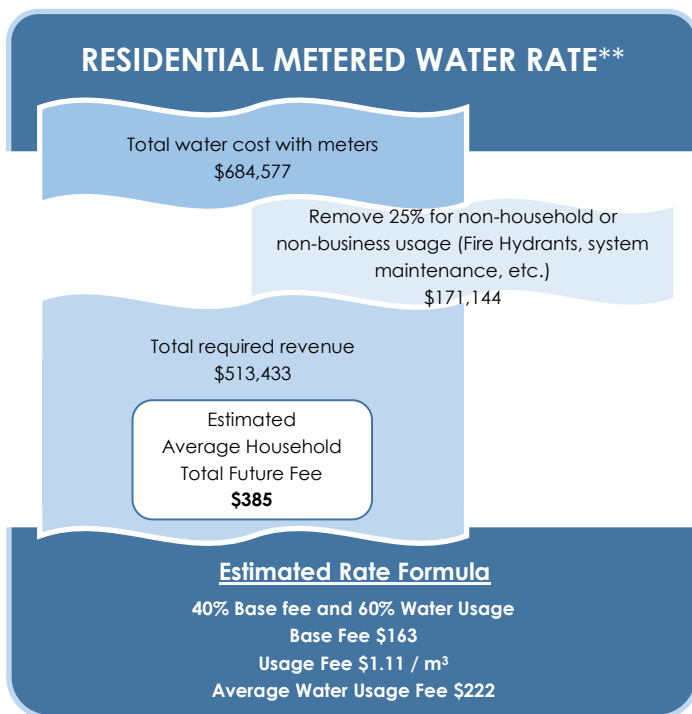 RESIDENTIAL METERED WATER RATE**
Total water cost with meters
$684,577
Remove 25% for non-household or
non-business usage (Fire Hydrants, system
maintenance, etc.)
$171,144
Total required revenue
$513,433
Estimated
Average Household
Total Future Fee
$385
Estimated Rate Formula
40% Base fee and 60% Water Usage
Base Fee $163
Usage Fee $1.11 / m³
Average Water Usage Fee $222